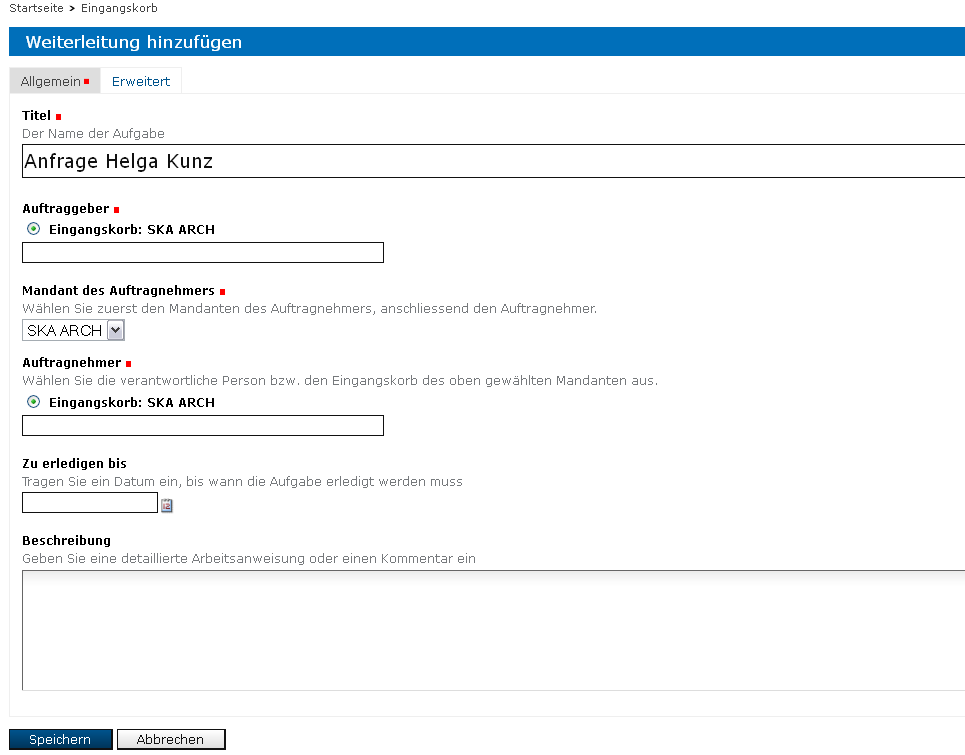 Startseite > Eingangskorb
Weiterleitung hinzufügen
Allgemein Erweitert
Titel
Der Name der Aufgabe
Anfrage Helga Kunz
Auftraggeber
Eingangskorb: SKA ARCH
Mandant des Auftragnehmers
Wählen Sie zuerst den Mandanten des Auftragnehmers, anschliessend den Auftragnehmer.
SKA ARCH
Auftragnehmer
Wählen Sie die verantwortliche Person bzw. den Eingangskorb des oben gewählten Mandanten aus.
Eingangskorb: SKA ARCH
Zu erledigen bis
Tragen Sie ein Datum ein, bis wann die Aufgabe erledigt werden muss
Beschreibung
Geben Sie eine detaillierte Arbeitsanweisung oder einen Kommentar ein
Speichern Abbrechen